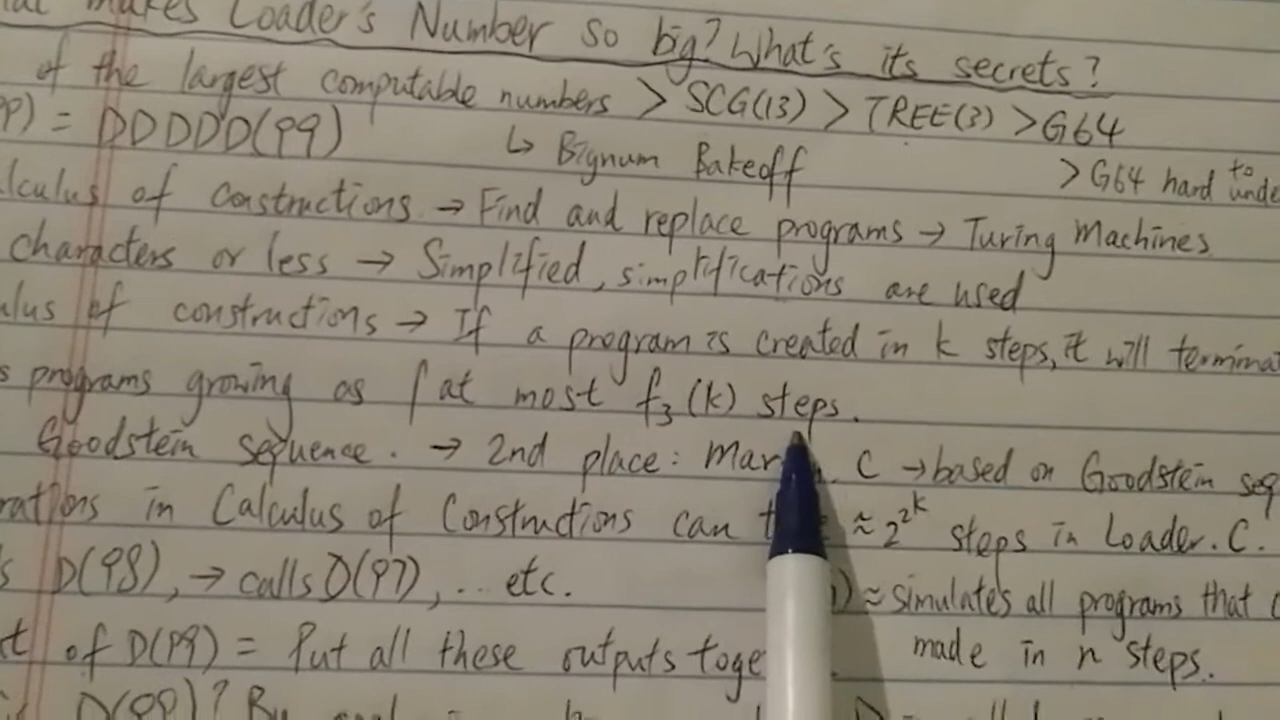 makes Loader's Number so big? What's its secrets?
of the largest computable numbers > SCG(13) > TREE(3) > G64
) = DDDDD(99)
↳ Bignum Bakeoff
> G64 hard to unde
lculus of constructions → Find and replace programs → Turing Machines
characters or less → Simplified, simplifications are used
ulus of constructions → If a program is created in k steps, it will terminat
s programs growing as ⌠ at most f₃(k) steps.
Goodstein sequence. → 2nd place: Mar C → based on Goodstein seq
rations in Calculus of Constructions can t ≈ 2^2^k steps in Loader.C.
s D(98), → calls D(97), ... etc.
) ≈ simulates all programs that
t of D(99) = Put all these outputs toge
made in n steps.
D(99)?